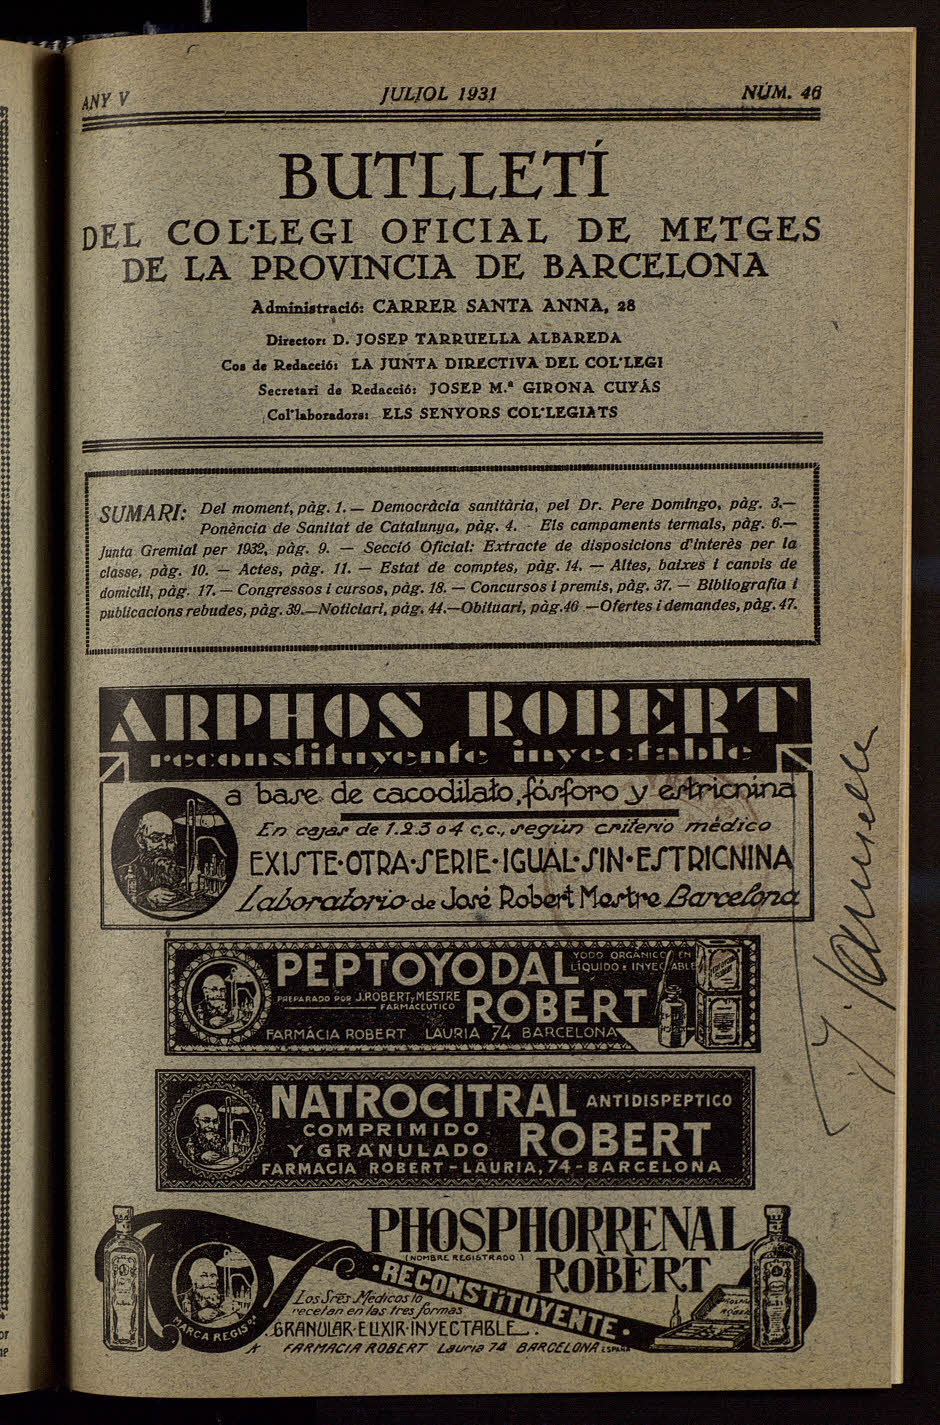 ANY V JULIOL 1931 NÚM. 46
BUTLLETÍ
DEL COL·LEGI OFICIAL DE METGES
DE LA PROVINCIA DE BARCELONA
Administració: CARRER SANTA ANNA, 28
Director: D. JOSEP TARRUELLA ALBAREDA
Cos de Redacció: LA JUNTA DIRECTIVA DEL COL·LEGI
Secretari de Redacció: JOSEP M.ª GIRONA CUYÁS
Col·laboradors: ELS SENYORS COL·LEGIATS
SUMARI: Del moment, pàg. 1. — Democràcia sanitària, pel Dr. Pere Domingo, pàg. 3.—
Ponència de Sanitat de Catalunya, pàg. 4. - Els campaments termals, pàg. 6.—
Junta Gremial per 1932, pàg. 9. — Secció Oficial: Extracte de disposicions d'interès per la
classe, pàg. 10. — Actes, pàg. 11. — Estat de comptes, pàg. 14. — Altes, baixes i canvis de
domicili, pàg. 17.— Congressos i cursos, pàg. 18. — Concursos i premis, pàg. 37. — Bibliografia i
publicacions rebudes, pàg. 39.—Noticiari, pàg. 44.—Obituari, pàg.46 —Ofertes i demandes, pàg. 47.
ARPHOS ROBERT
reconstituyente inyectable
a base de cacodilato, fósforo y estricnina
En cajas de 1.2.3 o 4 c.c., según criterio médico
EXISTE·OTRA·SERIE·IGUAL·SIN·ESTRICNINA
Laboratorio de José Robert Mestre Barcelona
PEPTOYODAL YODO ORGÁNICO EN
LÍQUIDO e INYECTABLE
PREPARADO POR J. ROBERT Y MESTRE
FARMACEUTICO
ROBERT
FARMÁCIA ROBERT LAURIA 74 BARCELONA
NATROCITRAL ANTIDISPEPTICO
COMPRIMIDO
Y GRANULADO ROBERT
FARMACIA ROBERT - LAURIA, 74 - BARCELONA
PHOSPHORRENAL
(NOMBRE REGISTRADO) ROBERT
·RECONSTITUYENTE·
MARCA REGISDA
Los Sres Medicos lo
recetan en las tres formas
GRANULAR·ELIXIR·INYECTABLE
FARMACIA ROBERT Lauria 74 BARCELONA ESPAÑA